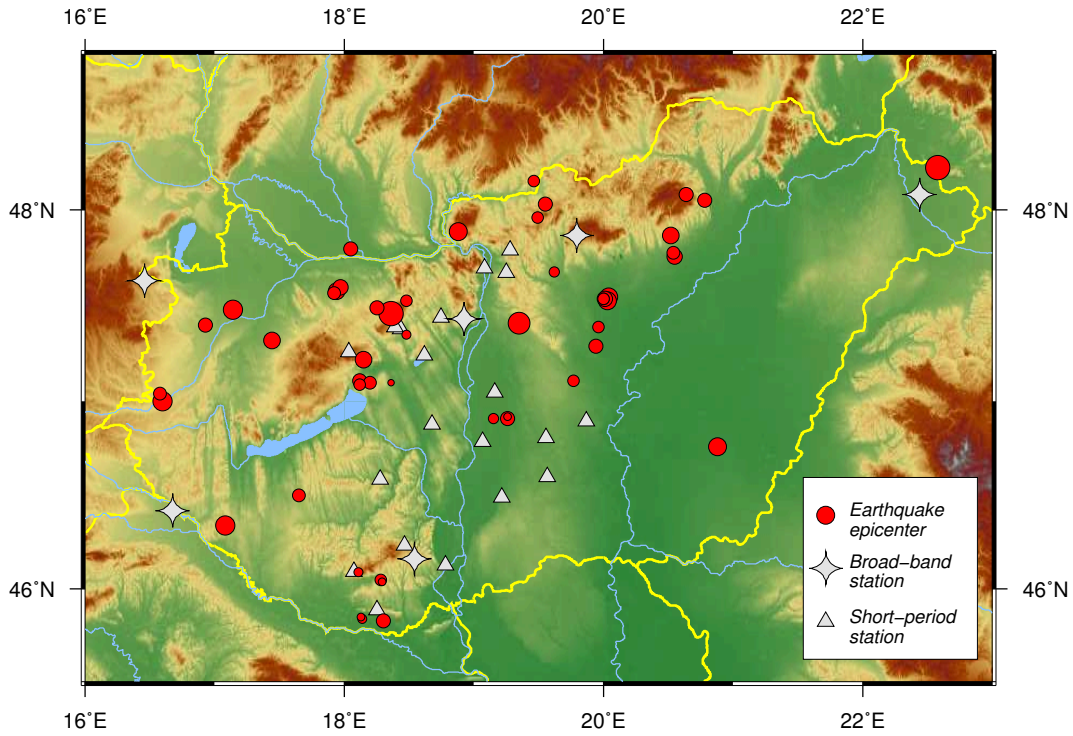 16˚E 18˚E 20˚E 22˚E
48˚N 48˚N
46˚N 46˚N
Earthquake
epicenter
Broad−band
station
Short−period
station
16˚E 18˚E 20˚E 22˚E